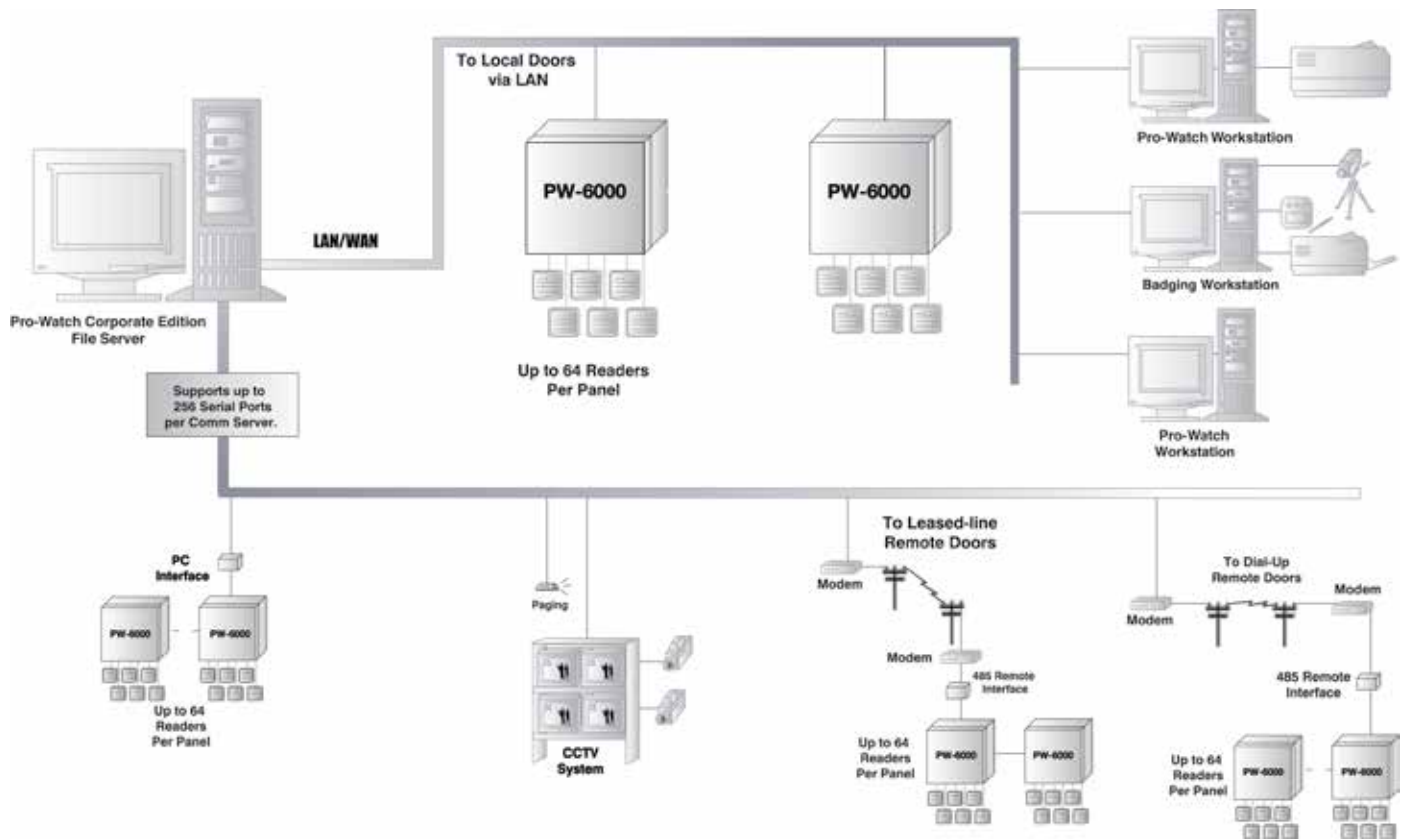 To Local Doors
via LAN
PW-6000
PW-6000
Pro-Watch Workstation
LAN/WAN
Badging Workstation
Pro-Watch Corporate Edition
File Server
Up to 64 Readers
Per Panel
Supports up to
256 Serial Ports
per Comm Server.
Pro-Watch
Workstation
PC
Interface
PW-6000
PW-6000
Up to 64
Readers
Per Panel
Paging
CCTV
System
To Leased-line
Remote Doors
Modem
Modem
485 Remote
Interface
Up to 64
Readers
Per Panel
PW-6000
PW-6000
To Dial-Up
Remote Doors
Modem
Modem
485 Remote
Interface
Up to 64
Readers
Per Panel
PW-6000
PW-6000